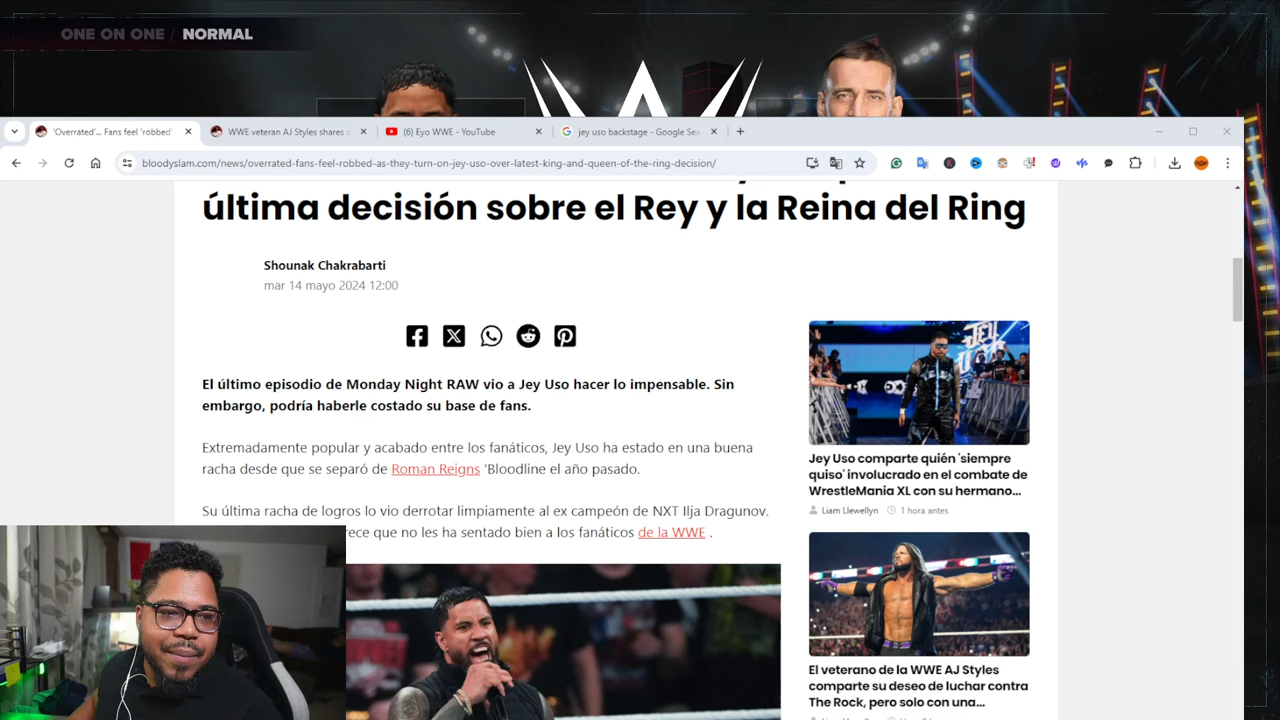 ONE ON ONE / NORMAL
'Overrated'... Fans feel 'robbed'
WWE veteran AJ Styles shares
(6) Eyo WWE - YouTube
jey uso backstage - Google Sea
bloodyslam.com/news/overrated-fans-feel-robbed-as-they-turn-on-jey-uso-over-latest-king-and-queen-of-the-ring-decision/
última decisión sobre el Rey y la Reina del Ring
Shounak Chakrabarti
mar 14 mayo 2024 12:00
El último episodio de Monday Night RAW vio a Jey Uso hacer lo impensable. Sin
embargo, podría haberle costado su base de fans.
Extremadamente popular y acabado entre los fanáticos, Jey Uso ha estado en una buena
racha desde que se separó de Roman Reigns 'Bloodline el año pasado.
Su última racha de logros lo vio derrotar limpiamente al ex campeón de NXT Ilja Dragunov.
rece que no les ha sentado bien a los fanáticos de la WWE .
JEY USO
Jey Uso comparte quién 'siempre
quiso' involucrado en el combate de
WrestleMania XL con su hermano...
Liam Llewellyn
1 hora antes
El veterano de la WWE AJ Styles
comparte su deseo de luchar contra
The Rock, pero solo con una...